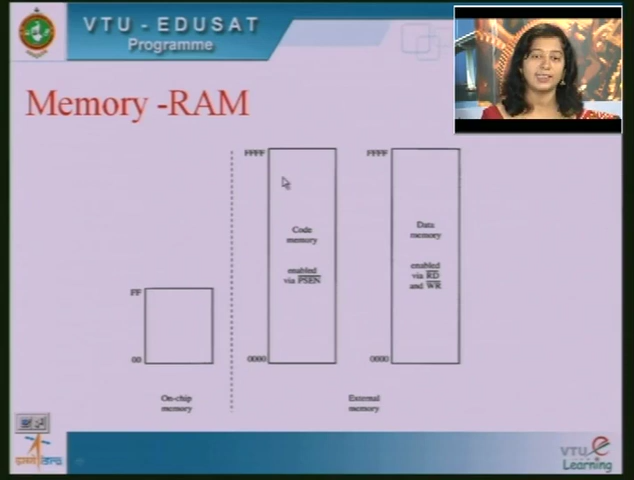 VTU - EDUSAT
Programme
Memory -RAM
FFFF
FFFF
Code
memory
enabled
via PSEN
Data
memory
enabled
via RD
and WR
FF
00
0000
0000
On-chip
memory
External
memory
VTU e
Learning